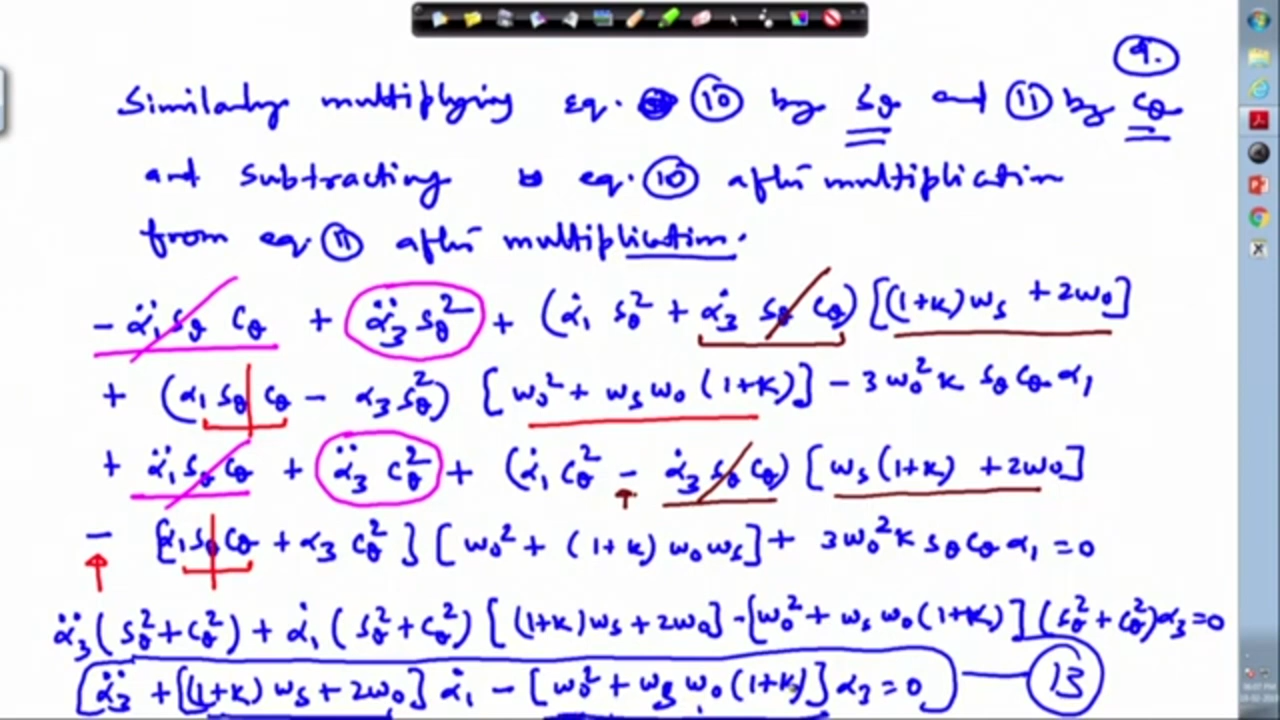 9.
Similarly multiplying eq. ⑩ by sθ and ⑪ by cθ
and subtracting eq. ⑩ after multiplication
from eq. ⑪ after multiplication.
- α̈₁ sθ cθ + α̈₃ sθ² + (α̇₁ sθ² + α̇₃ sθ cθ) [(1+k)ωs + 2ω₀]
+ (α₁ sθ cθ - α₃ sθ²) [ω₀² + ωs ω₀ (1+k)] - 3ω₀² k sθ cθ α₁
+ α̈₁ sθ cθ + α̈₃ cθ² + (α̇₁ cθ² - α̇₃ sθ cθ) [ωs (1+k) + 2ω₀]
- [α₁ sθ cθ + α₃ cθ²] [ω₀² + (1+k) ω₀ ωs] + 3ω₀² k sθ cθ α₁ = 0
α̈₃ (sθ² + cθ²) + α̇₁ (sθ² + cθ²) [(1+k)ωs + 2ω₀] - [ω₀² + ωs ω₀ (1+k)] (sθ² + cθ²) α₃ = 0
α̈₃ + [(1+k) ωs + 2ω₀] α̇₁ - [ω₀² + ωs ω₀ (1+k)] α₃ = 0 — ⑬